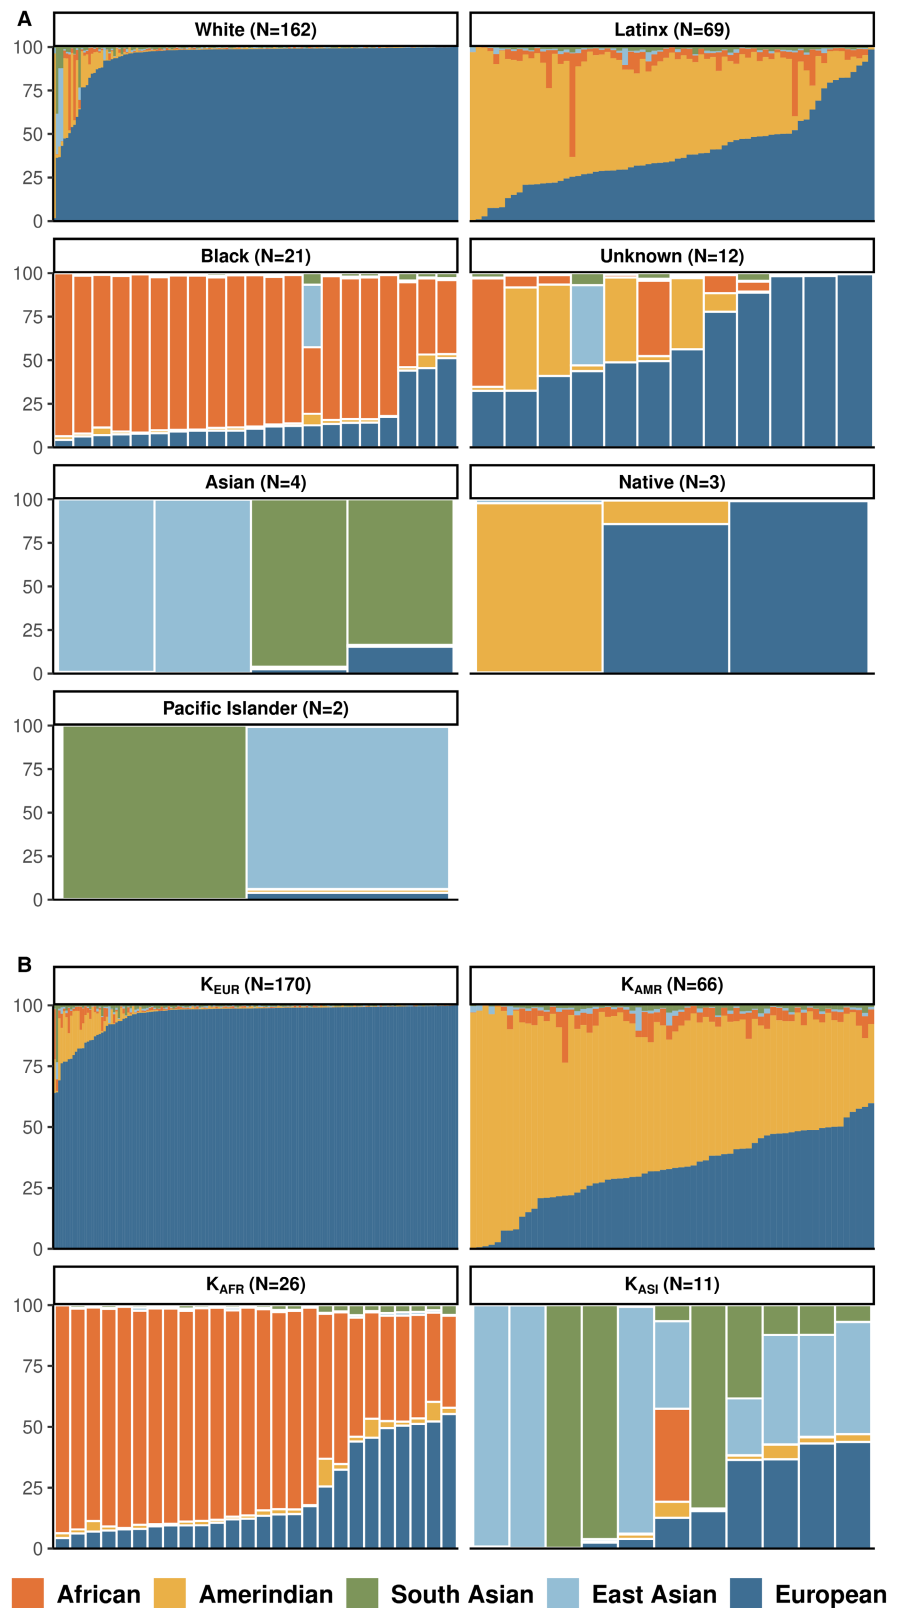 A
White (N=162)
Latinx (N=69)
100
75
50
25
0
Black (N=21)
Unknown (N=12)
100
75
50
25
0
Asian (N=4)
Native (N=3)
100
75
50
25
0
Pacific Islander (N=2)
100
75
50
25
0
B
KEUR (N=170)
KAMR (N=66)
100
75
50
25
0
KAFR (N=26)
KASI (N=11)
100
75
50
25
0
African Amerindian South Asian East Asian European